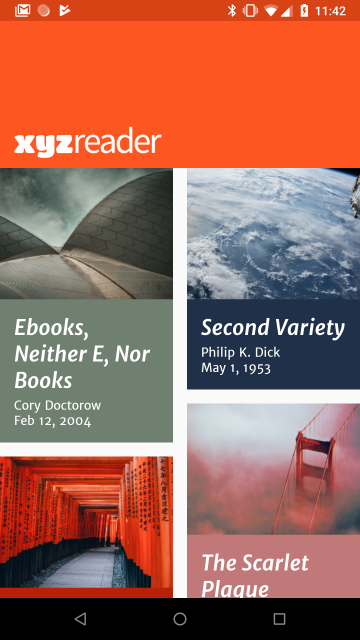 11:42
xyzreader
Ebooks,
Neither E, Nor
Books
Cory Doctorow
Feb 12, 2004
Second Variety
Philip K. Dick
May 1, 1953
The Scarlet
Plague